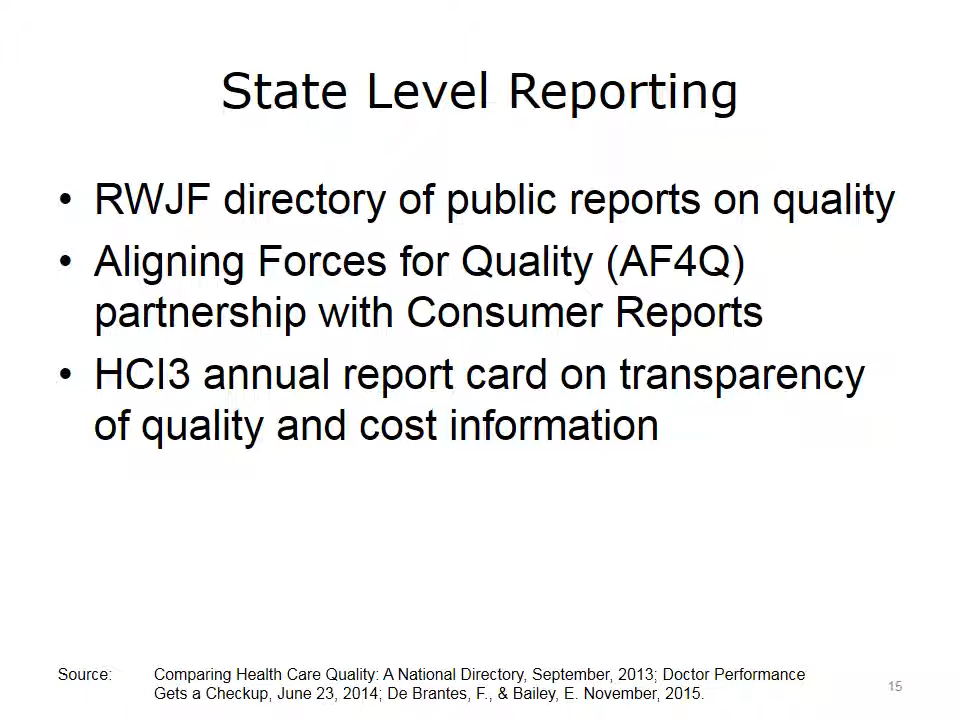 State Level Reporting
• RWJF directory of public reports on quality
• Aligning Forces for Quality (AF4Q)
partnership with Consumer Reports
• HCI3 annual report card on transparency
of quality and cost information
Source: Comparing Health Care Quality: A National Directory, September, 2013; Doctor Performance
Gets a Checkup, June 23, 2014; De Brantes, F., & Bailey, E. November, 2015.
15